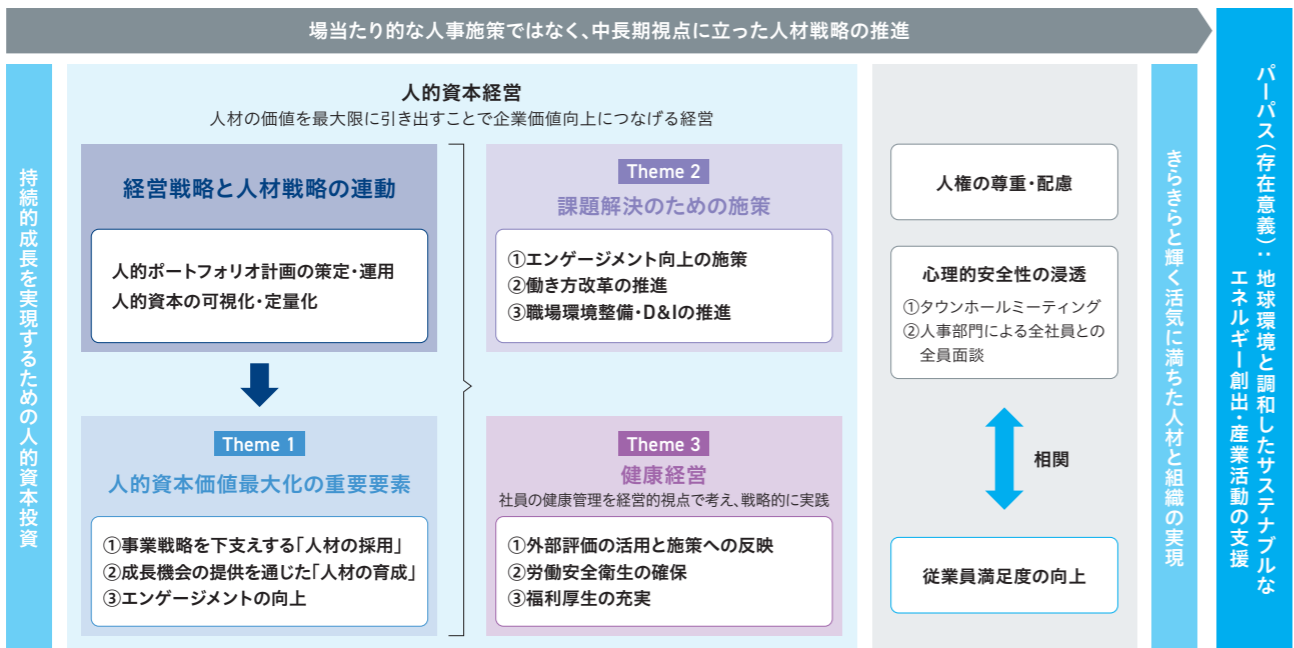 場当たり的な人事施策ではなく、中長期視点に立った人材戦略の推進
持続的成長を実現するための人的資本投資
人的資本経営
人材の価値を最大限に引き出すことで企業価値向上につなげる経営
経営戦略と人材戦略の連動
人的ポートフォリオ計画の策定・運用
人的資本の可視化・定量化
Theme 1
人的資本価値最大化の重要要素
①事業戦略を下支えする「人材の採用」
②成長機会の提供を通じた「人材の育成」
③エンゲージメントの向上
Theme 2
課題解決のための施策
①エンゲージメント向上の施策
②働き方改革の推進
③職場環境整備・D&Iの推進
Theme 3
健康経営
社員の健康管理を経営的視点で考え、戦略的に実践
①外部評価の活用と施策への反映
②労働安全衛生の確保
③福利厚生の充実
人権の尊重・配慮
心理的安全性の浸透
①タウンホールミーティング
②人事部門による全社員との
全員面談
相関
従業員満足度の向上
きらきらと輝く活気に満ちた人材と組織の実現
パーパス(存在意義):地球環境と調和したサステナブルな
エネルギー創出・産業活動の支援